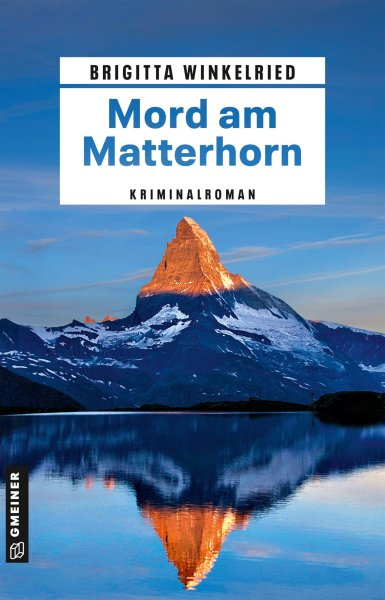 BRIGITTA WINKELRIED
Mord am
Matterhorn
KRIMINALROMAN
GMEINER